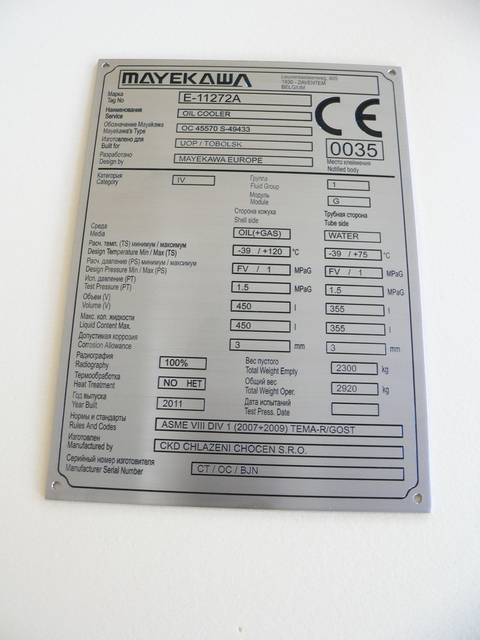 MAYEKAWA
Leuvensesteenweg, 605
1930 - ZAVENTEM
BELGIUM
Марка
Tag No
E-11272A
Наименование
Service
OIL COOLER
Обозначение Mayekawa
Mayekawa's Type
OC 45570 S-49433
Изготовлено для
Built for
UOP / TOBOLSK
Разработано
Design by
MAYEKAWA EUROPE
CE
0035
Место клеймения
Notified body
Категория
Category
IV
Группа
Fluid Group
1
Модуль
Module
G
Сторона кожуха
Shell side
Трубная сторона
Tube side
Среда
Media
OIL(+GAS)
WATER
Расч. темп. (TS) минимум / максимум
Design Temperature Min / Max (TS)
-39 / +120 °C
-39 / +75 °C
Расч. давление (PS) минимум / максимум
Design Pressure Min / Max (PS)
FV / 1 MPaG
FV / 1 MPaG
Исп. давление (PT)
Test Pressure (PT)
1.5 MPaG
1.5 MPaG
Объем (V)
Volume (V)
450 l
355 l
Макс. кол. жидкости
Liquid Content Max.
450 l
355 l
Допустимая коррозия
Corrosion Allowance
3 mm
3 mm
Радиография
Radiography
100%
Вес пустого
Total Weight Empty
2300 kg
Термообработка
Heat Treatment
NO НЕТ
Общий вес
Total Weight Oper.
2920 kg
Год выпуска
Year Built
2011
Дата испытаний
Test Press. Date
Нормы и стандарты
Rules And Codes
ASME VIII DIV 1 (2007+2009) TEMA-R/GOST
Изготовлен
Manufactured by
CKD CHLAZENI CHOCEN S.R.O.
Серийный номер изготовителя
Manufacturer Serial Number
CT / OC / BJN